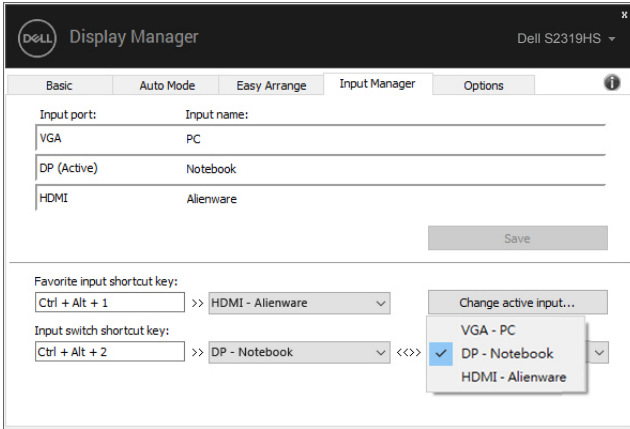 x
DELL Display Manager Dell S2319HS
Basic Auto Mode Easy Arrange Input Manager Options i
Input port: Input name:
VGA PC
DP (Active) Notebook
HDMI Alienware
Save
Favorite input shortcut key:
Ctrl + Alt + 1 >> HDMI - Alienware Change active input...
Input switch shortcut key:
Ctrl + Alt + 2 >> DP - Notebook <<>>
VGA - PC
DP - Notebook
HDMI - Alienware